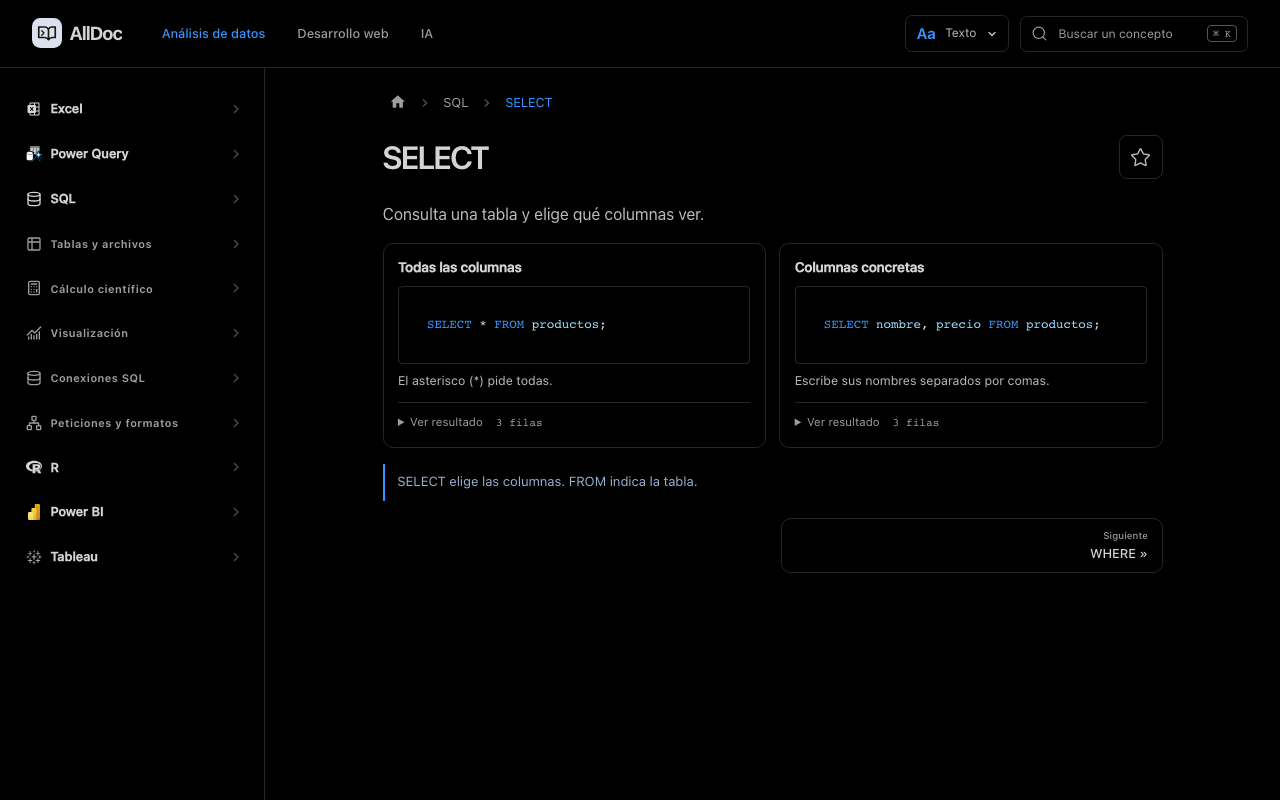 AllDoc
Análisis de datos
Desarrollo web
IA
Aa Texto
Buscar un concepto
⌘ K
Excel
Power Query
SQL
Tablas y archivos
Cálculo científico
Visualización
Conexiones SQL
Peticiones y formatos
R
Power BI
Tableau
SQL
SELECT
SELECT
Consulta una tabla y elige qué columnas ver.
Todas las columnas
SELECT * FROM productos;
El asterisco (*) pide todas.
Ver resultado 3 filas
Columnas concretas
SELECT nombre, precio FROM productos;
Escribe sus nombres separados por comas.
Ver resultado 3 filas
SELECT elige las columnas. FROM indica la tabla.
Siguiente
WHERE »